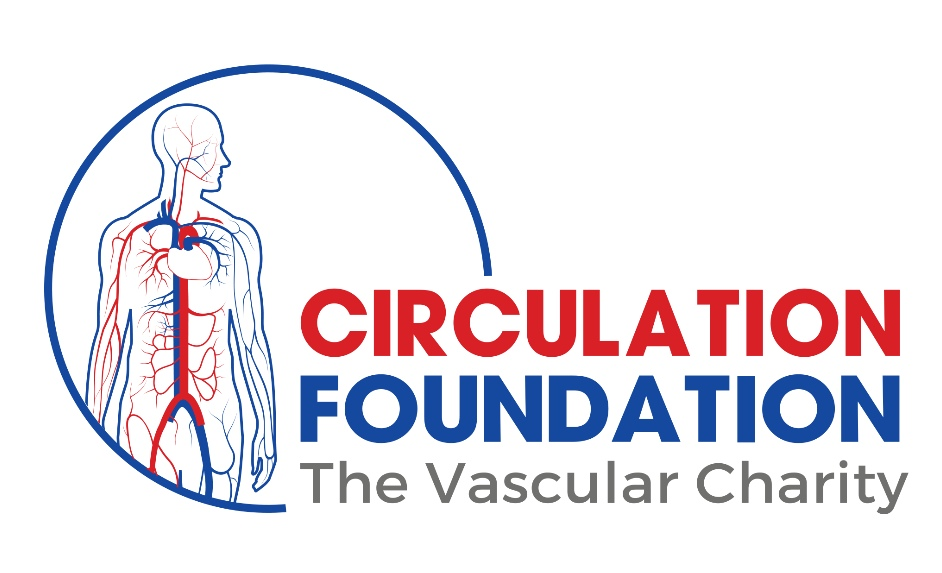 CIRCULATION
FOUNDATION
The Vascular Charity